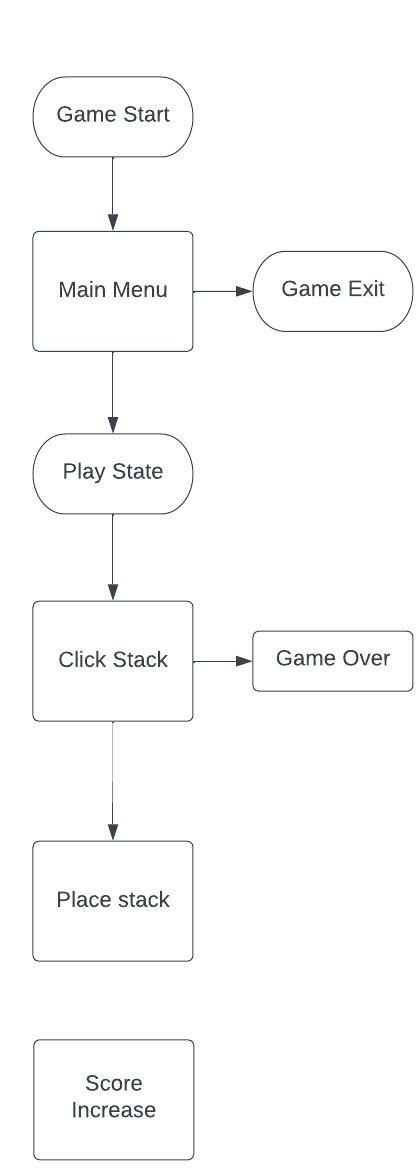 Game Start
Main Menu
Game Exit
Play State
Click Stack
Game Over
Place stack
Score
Increase